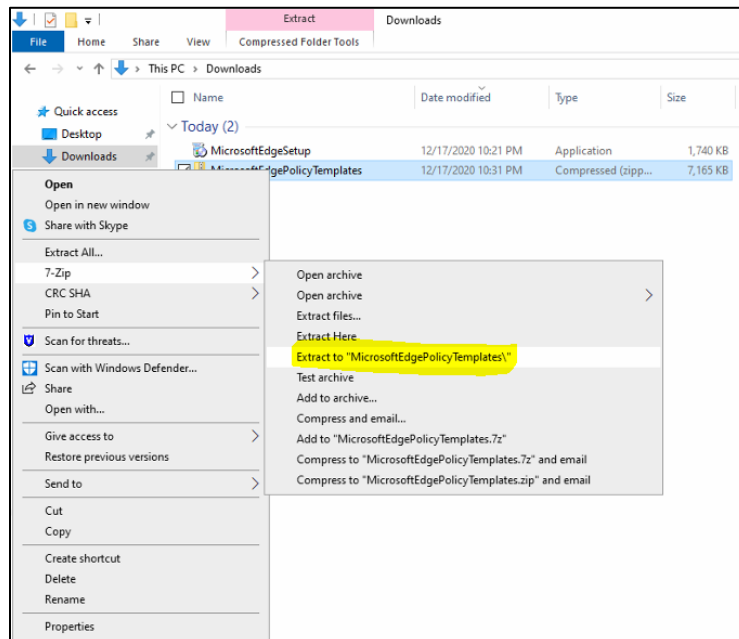 Extract
Downloads
File
Home
Share
View
Compressed Folder Tools
This PC > Downloads
Name
Date modified
Type
Size
Quick access
Desktop
Downloads
Today (2)
MicrosoftEdgeSetup
12/17/2020 10:21 PM
Application
1,740 KB
MicrosoftEdgePolicyTemplates
12/17/2020 10:31 PM
Compressed (zipp...
7,165 KB
Open
Open in new window
Share with Skype
Extract All...
7-Zip
CRC SHA
Pin to Start
Scan for threats...
Scan with Windows Defender...
Share
Open with...
Give access to
Restore previous versions
Send to
Cut
Copy
Create shortcut
Delete
Rename
Properties
Open archive
Open archive
Extract files...
Extract Here
Extract to "MicrosoftEdgePolicyTemplates\"
Test archive
Add to archive...
Compress and email...
Add to "MicrosoftEdgePolicyTemplates.7z"
Compress to "MicrosoftEdgePolicyTemplates.7z" and email
Compress to "MicrosoftEdgePolicyTemplates.zip" and email